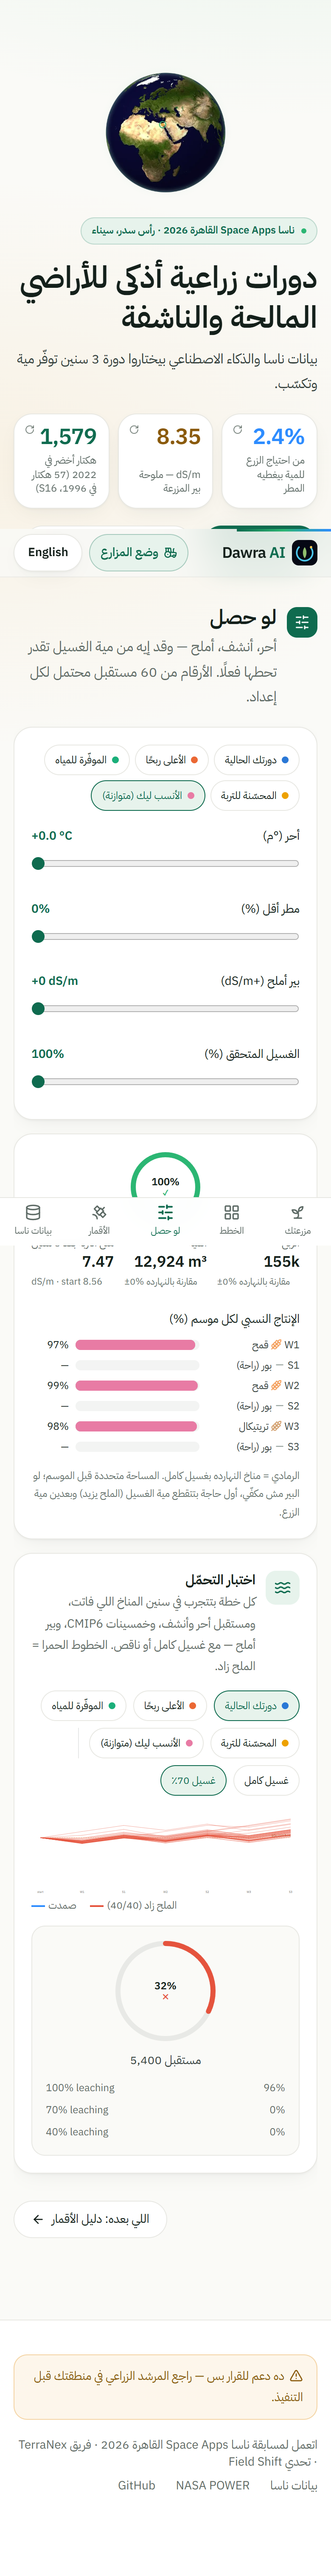 ناسا Space Apps القاهرة 2026 · رأس سدر، سيناء
دورات زراعية أذكى للأراضي
المالحة والناشفة
بيانات ناسا والذكاء الاصطناعي بيختاروا دورة 3 سنين توفّر مية
وتكسّب.
2.4%
من احتياج الزرع
للمية بيغطيه
المطر
8.35
dS/m — ملوحة
بير المزرعة
1,579
هكتار أخضر في
2022 (57 هكتار
في 1996، S16)
Dawra AI
وضع المزارع
English
لو حصل
أحر، أنشف، أملح — وقد إيه من مية الغسيل تقدر
تحطها فعلًا. الأرقام من 60 مستقبل محتمل لكل
إعداد.
دورتك الحالية
الأعلى ربحًا
الموفّرة للمياه
المحسّنة للتربة
الأنسب ليك (متوازنة)
أحر (°م)
+0.0 °C
مطر أقل (%)
0%
بير أملح (+dS/m)
+0 dS/m
الغسيل المتحقق (%)
100%
100%
✓
مزرعتك
الخطط
لو حصل
الأقمار
بيانات ناسا
12,924 m³
7.47
مقارنة بالنهارده ±0%
مقارنة بالنهارده ±0%
dS/m · start 8.56
الإنتاج النسبي لكل موسم (%)
W1 قمح 97%
S1 — بور (راحة) —
W2 قمح 99%
S2 — بور (راحة) —
W3 تريتيكال 98%
S3 — بور (راحة) —
الرمادي = مناخ النهارده بغسيل كامل. المساحة متحددة قبل الموسم؛ لو
البير مش مكفّي، أول حاجة بتتقطع مية الغسيل (الملح يزيد) وبعدين مية
الزرع.
اختبار التحمّل
كل خطة بتتجرب في سنين المناخ اللي فاتت،
ومستقبل أحر وأنشف، وخمسينات CMIP6، وبير
أملح — مع غسيل كامل أو ناقص. الخطوط الحمرا =
الملح زاد.
دورتك الحالية
الأعلى ربحًا
الموفّرة للمياه
المحسّنة للتربة
الأنسب ليك (متوازنة)
غسيل كامل
غسيل 70٪
الملح زاد (40/40)
صمدت
32%
✕
5,400 مستقبل
100% leaching 96%
70% leaching 0%
40% leaching 0%
اللي بعده: دليل الأقمار
ده دعم للقرار بس — راجع المرشد الزراعي في منطقتك قبل
التنفيذ.
اتعمل لمسابقة ناسا Space Apps القاهرة 2026 · فريق TerraNex
· تحدي Field Shift
بيانات ناسا
NASA POWER
GitHub